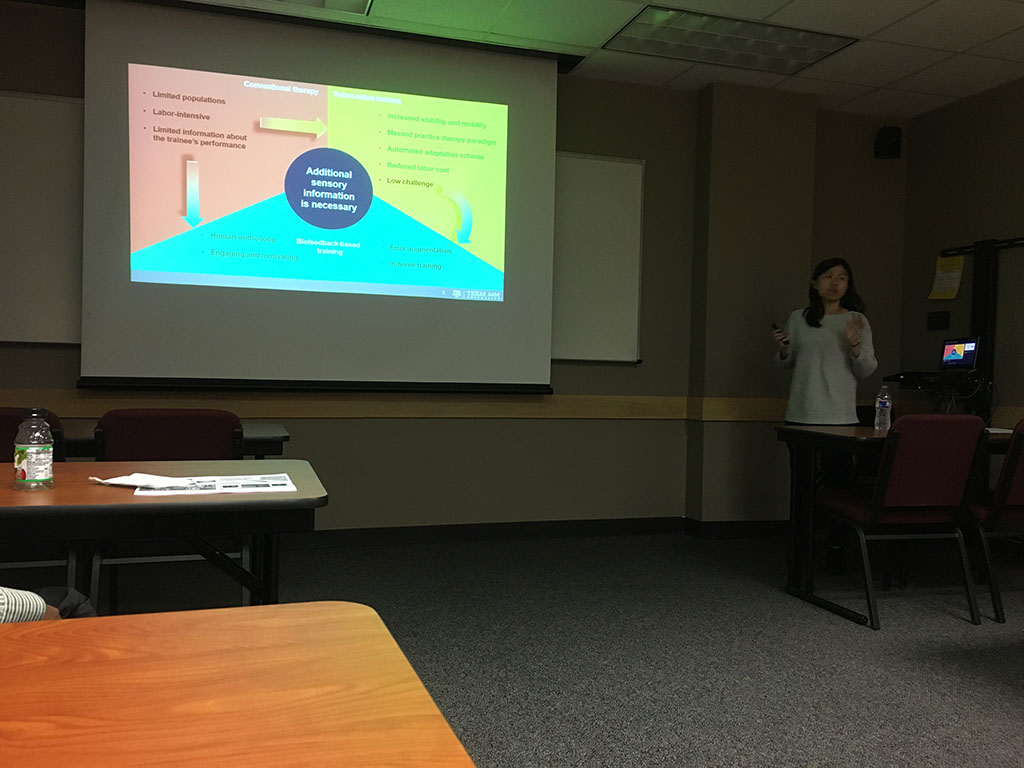 Conventional therapy
• Limited populations
• Labor-intensive
• Limited information about
the trainee's performance
• Increased stability and mobility
• Massed practice therapy paradigm
• Automated adaptation scheme
• Reduced labor cost
• Low challenge
Additional
sensory
information
is necessary
• Human-in-the-loop
• Engaging and motivating
Biofeedback-based
training
• Error augmentation
• In-home training
5
TEXAS A&M